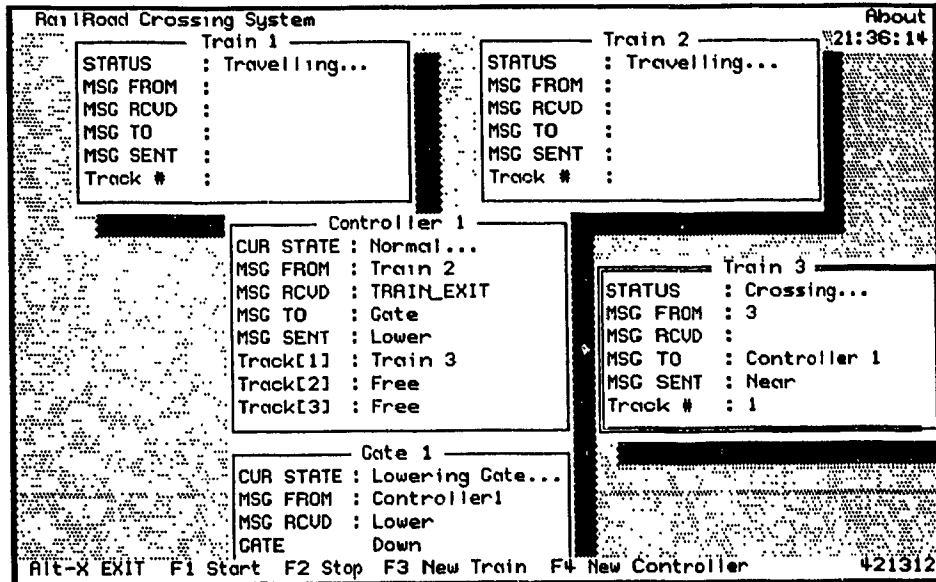 RailRoad Crossing System About
21:36:14
Train 1
STATUS : Travelling...
MSG FROM :
MSG RCVD :
MSG TO :
MSG SENT :
Track # :
Train 2
STATUS : Travelling...
MSG FROM :
MSG RCVD :
MSG TO :
MSG SENT :
Track # :
Controller 1
CUR STATE : Normal...
MSG FROM : Train 2
MSG RCVD : TRAIN_EXIT
MSG TO : Gate
MSG SENT : Lower
Track[1] : Train 3
Track[2] : Free
Track[3] : Free
Train 3
STATUS : Crossing...
MSG FROM : 3
MSG RCVD :
MSG TO : Controller 1
MSG SENT : Near
Track # : 1
Gate 1
CUR STATE : Lowering Gate...
MSG FROM : Controller1
MSG RCVD : Lower
GATE Down
Alt-X EXIT F1 Start F2 Stop F3 New Train F4 New Controller 421312